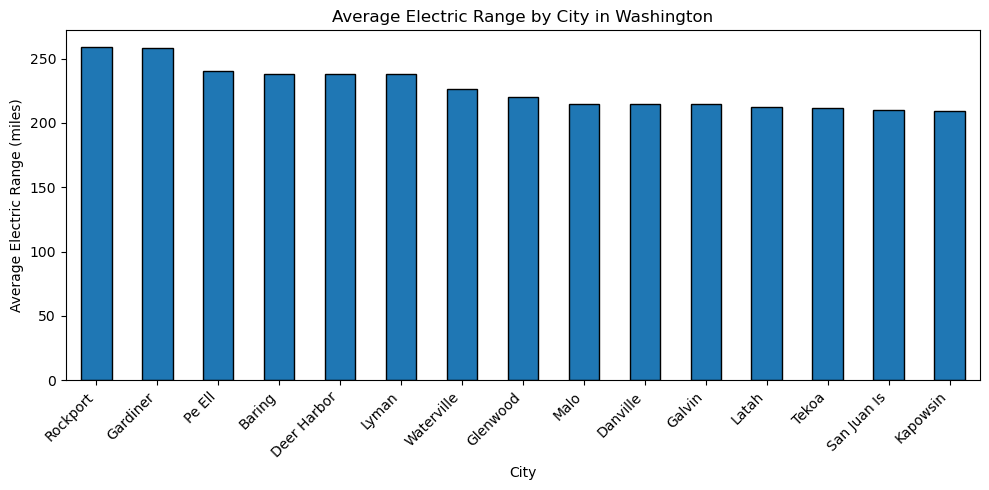 Average Electric Range by City in Washington
Average Electric Range (miles)
250
200
150
100
50
0
Rockport
Gardiner
Pe Ell
Baring
Deer Harbor
Lyman
Waterville
Glenwood
Malo
Danville
Galvin
Latah
Tekoa
San Juan Is
Kapowsin
City